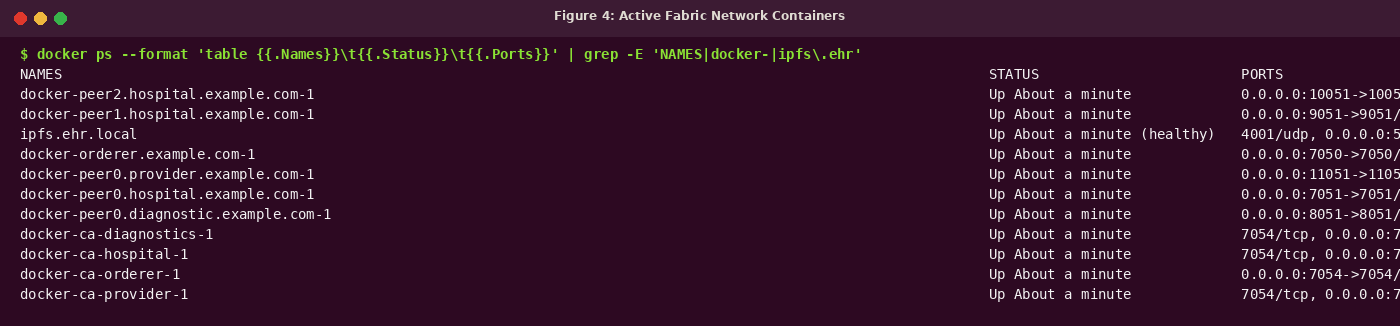 Figure 4: Active Fabric Network Containers
$ docker ps --format 'table {{.Names}}\t{{.Status}}\t{{.Ports}}' | grep -E 'NAMES|docker-|ipfs\.ehr'
NAMES STATUS PORTS
docker-peer2.hospital.example.com-1 Up About a minute 0.0.0.0:10051->1005
docker-peer1.hospital.example.com-1 Up About a minute 0.0.0.0:9051->9051/
ipfs.ehr.local Up About a minute (healthy) 4001/udp, 0.0.0.0:5
docker-orderer.example.com-1 Up About a minute 0.0.0.0:7050->7050/
docker-peer0.provider.example.com-1 Up About a minute 0.0.0.0:11051->1105
docker-peer0.hospital.example.com-1 Up About a minute 0.0.0.0:7051->7051/
docker-peer0.diagnostic.example.com-1 Up About a minute 0.0.0.0:8051->8051/
docker-ca-diagnostics-1 Up About a minute 7054/tcp, 0.0.0.0:7
docker-ca-hospital-1 Up About a minute 7054/tcp, 0.0.0.0:7
docker-ca-orderer-1 Up About a minute 0.0.0.0:7054->7054/
docker-ca-provider-1 Up About a minute 7054/tcp, 0.0.0.0:7